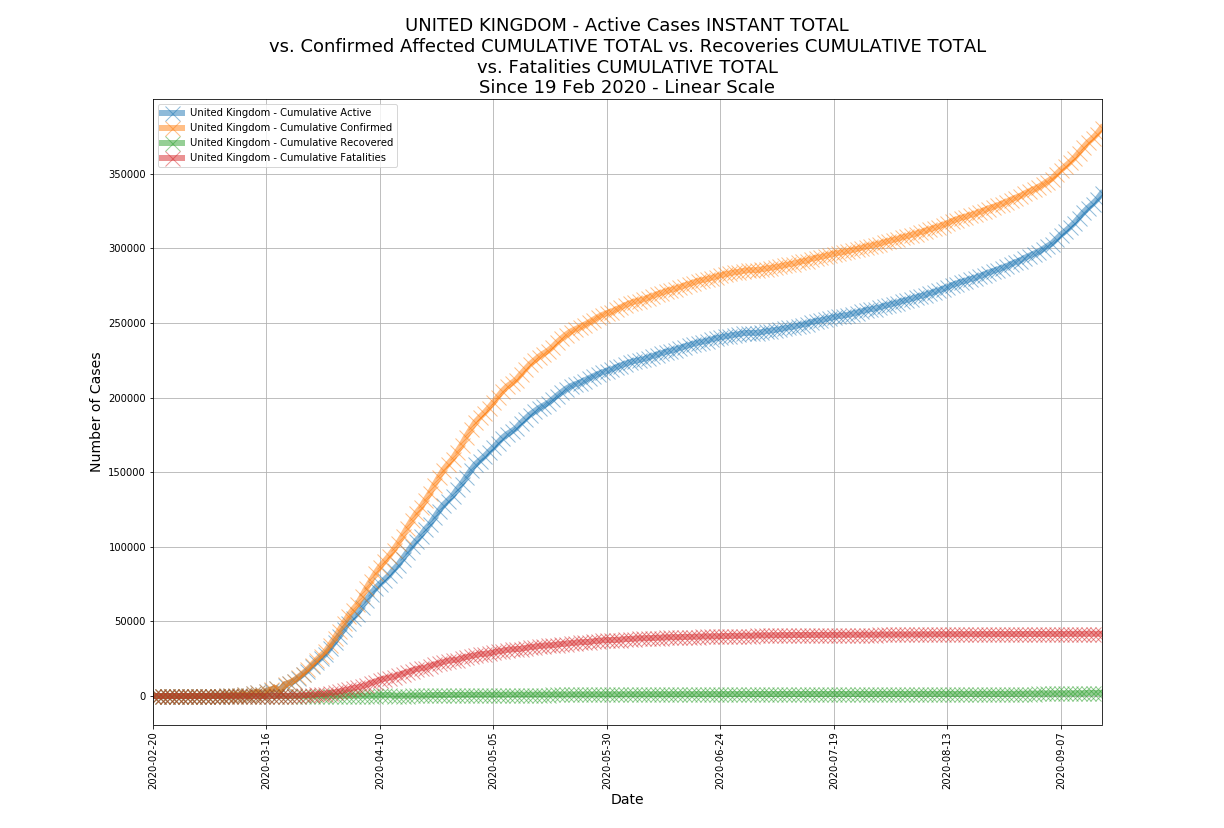 UNITED KINGDOM - Active Cases INSTANT TOTAL
vs. Confirmed Affected CUMULATIVE TOTAL vs. Recoveries CUMULATIVE TOTAL
vs. Fatalities CUMULATIVE TOTAL
Since 19 Feb 2020 - Linear Scale
United Kingdom - Cumulative Active
United Kingdom - Cumulative Confirmed
United Kingdom - Cumulative Recovered
United Kingdom - Cumulative Fatalities
350000
300000
250000
200000
150000
100000
50000
0
Number of Cases
2020-02-20
2020-03-16
2020-04-10
2020-05-05
2020-05-30
2020-06-24
2020-07-19
2020-08-13
2020-09-07
Date